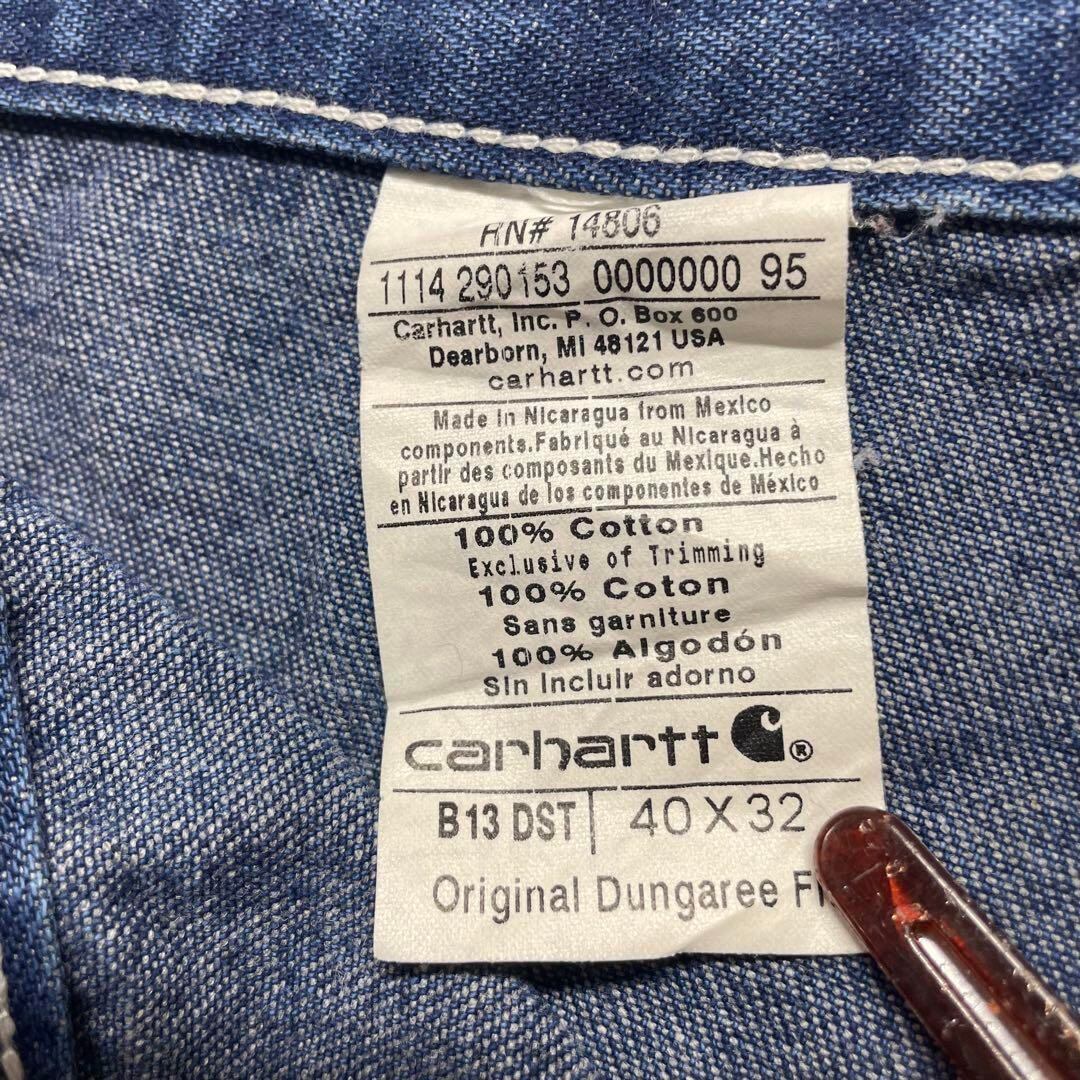 RN# 14806
1114 290153 0000000 95
Carhartt, Inc. P. O. Box 600
Dearborn, MI 48121 USA
carhartt.com
Made in Nicaragua from Mexico
components.Fabriqué au Nicaragua à
partir des composants du Mexique.Hecho
en Nicaragua de los componentes de México
100% Cotton
Exclusive of Trimming
100% Coton
Sans garniture
100% Algodón
Sin incluir adorno
carhartt ®
B13 DST | 40 X 32
Original Dungaree